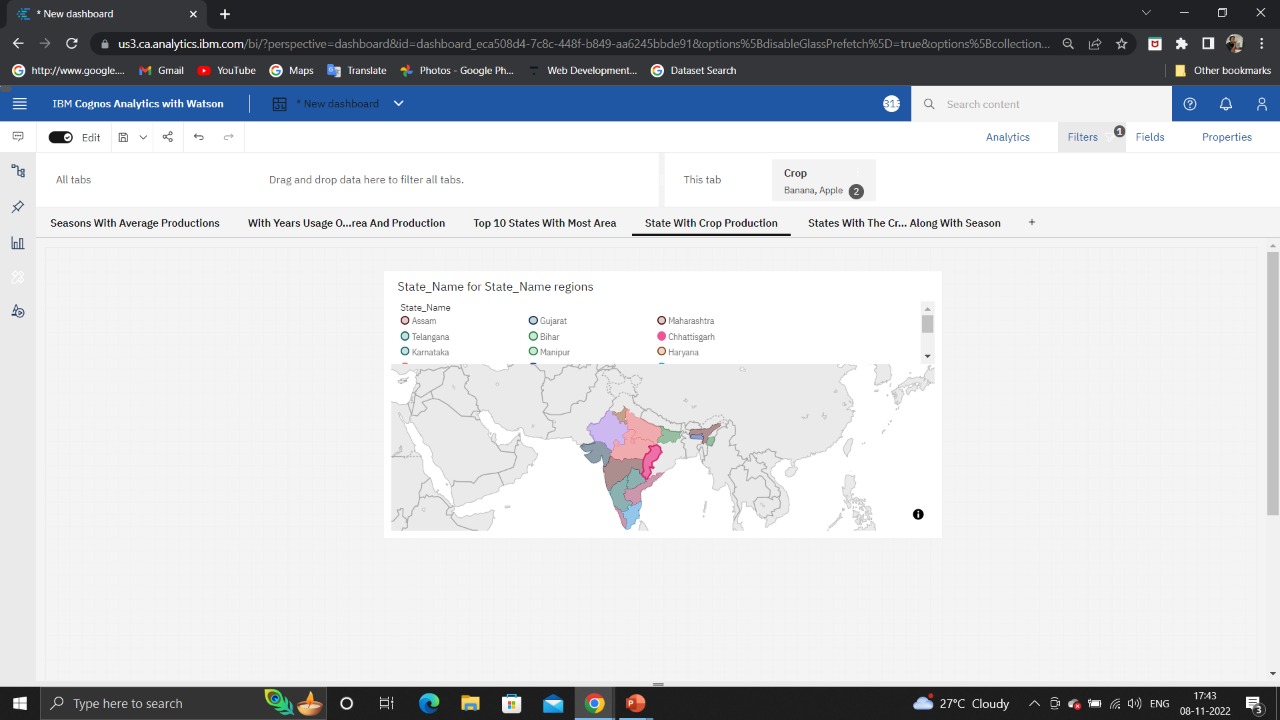 * New dashboard
us3.ca.analytics.ibm.com/bi/?perspective=dashboard&id=dashboard_eca508d4-7c8c-448f-b849-aa6245bbde91&options%5BdisableGlassPrefetch%5D=true&options%5Bcollection...
http://www.google....
Gmail
YouTube
Maps
Translate
Photos - Google Ph...
Web Development...
Dataset Search
Other bookmarks
IBM Cognos Analytics with Watson
* New dashboard
Search content
Edit
Analytics
Filters
1
Fields
Properties
All tabs
Drag and drop data here to filter all tabs.
This tab
Crop
Banana, Apple
2
Seasons With Average Productions
With Years Usage O...rea And Production
Top 10 States With Most Area
State With Crop Production
States With The Cr... Along With Season
+
State_Name for State_Name regions
State_Name
Assam
Gujarat
Maharashtra
Telangana
Bihar
Chhattisgarh
Karnataka
Manipur
Haryana
Type here to search
27°C Cloudy
ENG
17:43
08-11-2022
3